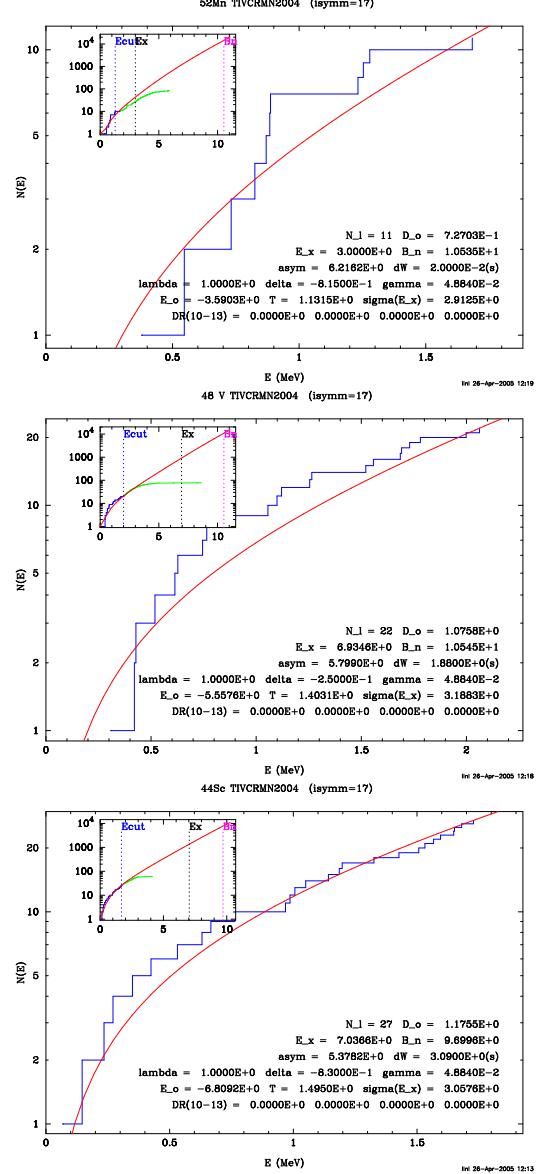 52Mn TIVCRMN2004 (isymm=17)
10^4 Ecut Ex Bn
1000
100
10
1
0 5 10
10
5
2
1
N(E)
N_l = 11 D_o = 7.2703E-1
E_x = 3.0000E+0 B_n = 1.0535E+1
asym = 6.2162E+0 dW = 2.0000E-2(s)
lambda = 1.0000E+0 delta = -8.1500E-1 gamma = 4.8840E-2
E_o = -3.5903E+0 T = 1.1315E+0 sigma(E_x) = 2.9125E+0
DR(10-13) = 0.0000E+0 0.0000E+0 0.0000E+0 0.0000E+0
0 0.5 1 1.5
E (MeV)
llnl 26-Apr-2005 12:19
48 V TIVCRMN2004 (isymm=17)
10^4 Ecut Ex Bn
1000
100
10
1
0 5 10
20
10
5
2
1
N(E)
N_l = 22 D_o = 1.0758E+0
E_x = 6.9346E+0 B_n = 1.0545E+1
asym = 5.7990E+0 dW = 1.8800E+0(s)
lambda = 1.0000E+0 delta = -2.5000E-1 gamma = 4.8840E-2
E_o = -5.5576E+0 T = 1.4031E+0 sigma(E_x) = 3.1883E+0
DR(10-13) = 0.0000E+0 0.0000E+0 0.0000E+0 0.0000E+0
0.5 1 1.5 2
E (MeV)
llnl 26-Apr-2005 12:16
44Sc TIVCRMN2004 (isymm=17)
10^4 Ecut Ex Bn
1000
100
10
1
0 5 10
20
10
5
2
1
N(E)
N_l = 27 D_o = 1.1755E+0
E_x = 7.0366E+0 B_n = 9.6996E+0
asym = 5.3782E+0 dW = 3.0900E+0(s)
lambda = 1.0000E+0 delta = -8.3000E-1 gamma = 4.8840E-2
E_o = -6.8092E+0 T = 1.4950E+0 sigma(E_x) = 3.0576E+0
DR(10-13) = 0.0000E+0 0.0000E+0 0.0000E+0 0.0000E+0
0 0.5 1 1.5
E (MeV)
llnl 26-Apr-2005 12:13